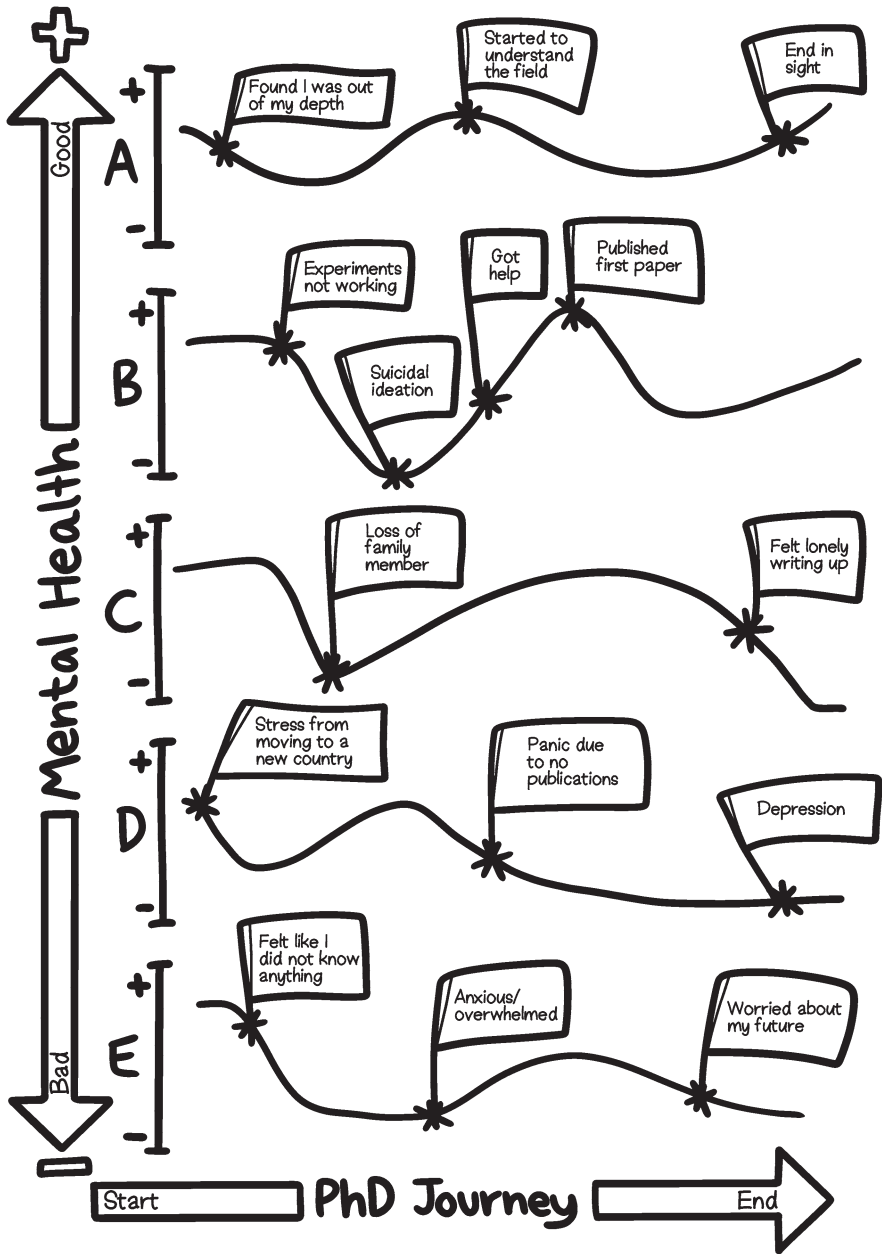 +
Good
Mental Health
Bad
-
A
+
-
Found I was out
of my depth
Started to
understand
the field
End in
sight
B
+
-
Experiments
not working
Suicidal
ideation
Got
help
Published
first paper
C
+
-
Loss of
family
member
Felt lonely
writing up
D
+
-
Stress from
moving to a
new country
Panic due
to no
publications
Depression
E
+
-
Felt like I
did not know
anything
Anxious/
overwhelmed
Worried about
my future
Start
PhD Journey
End